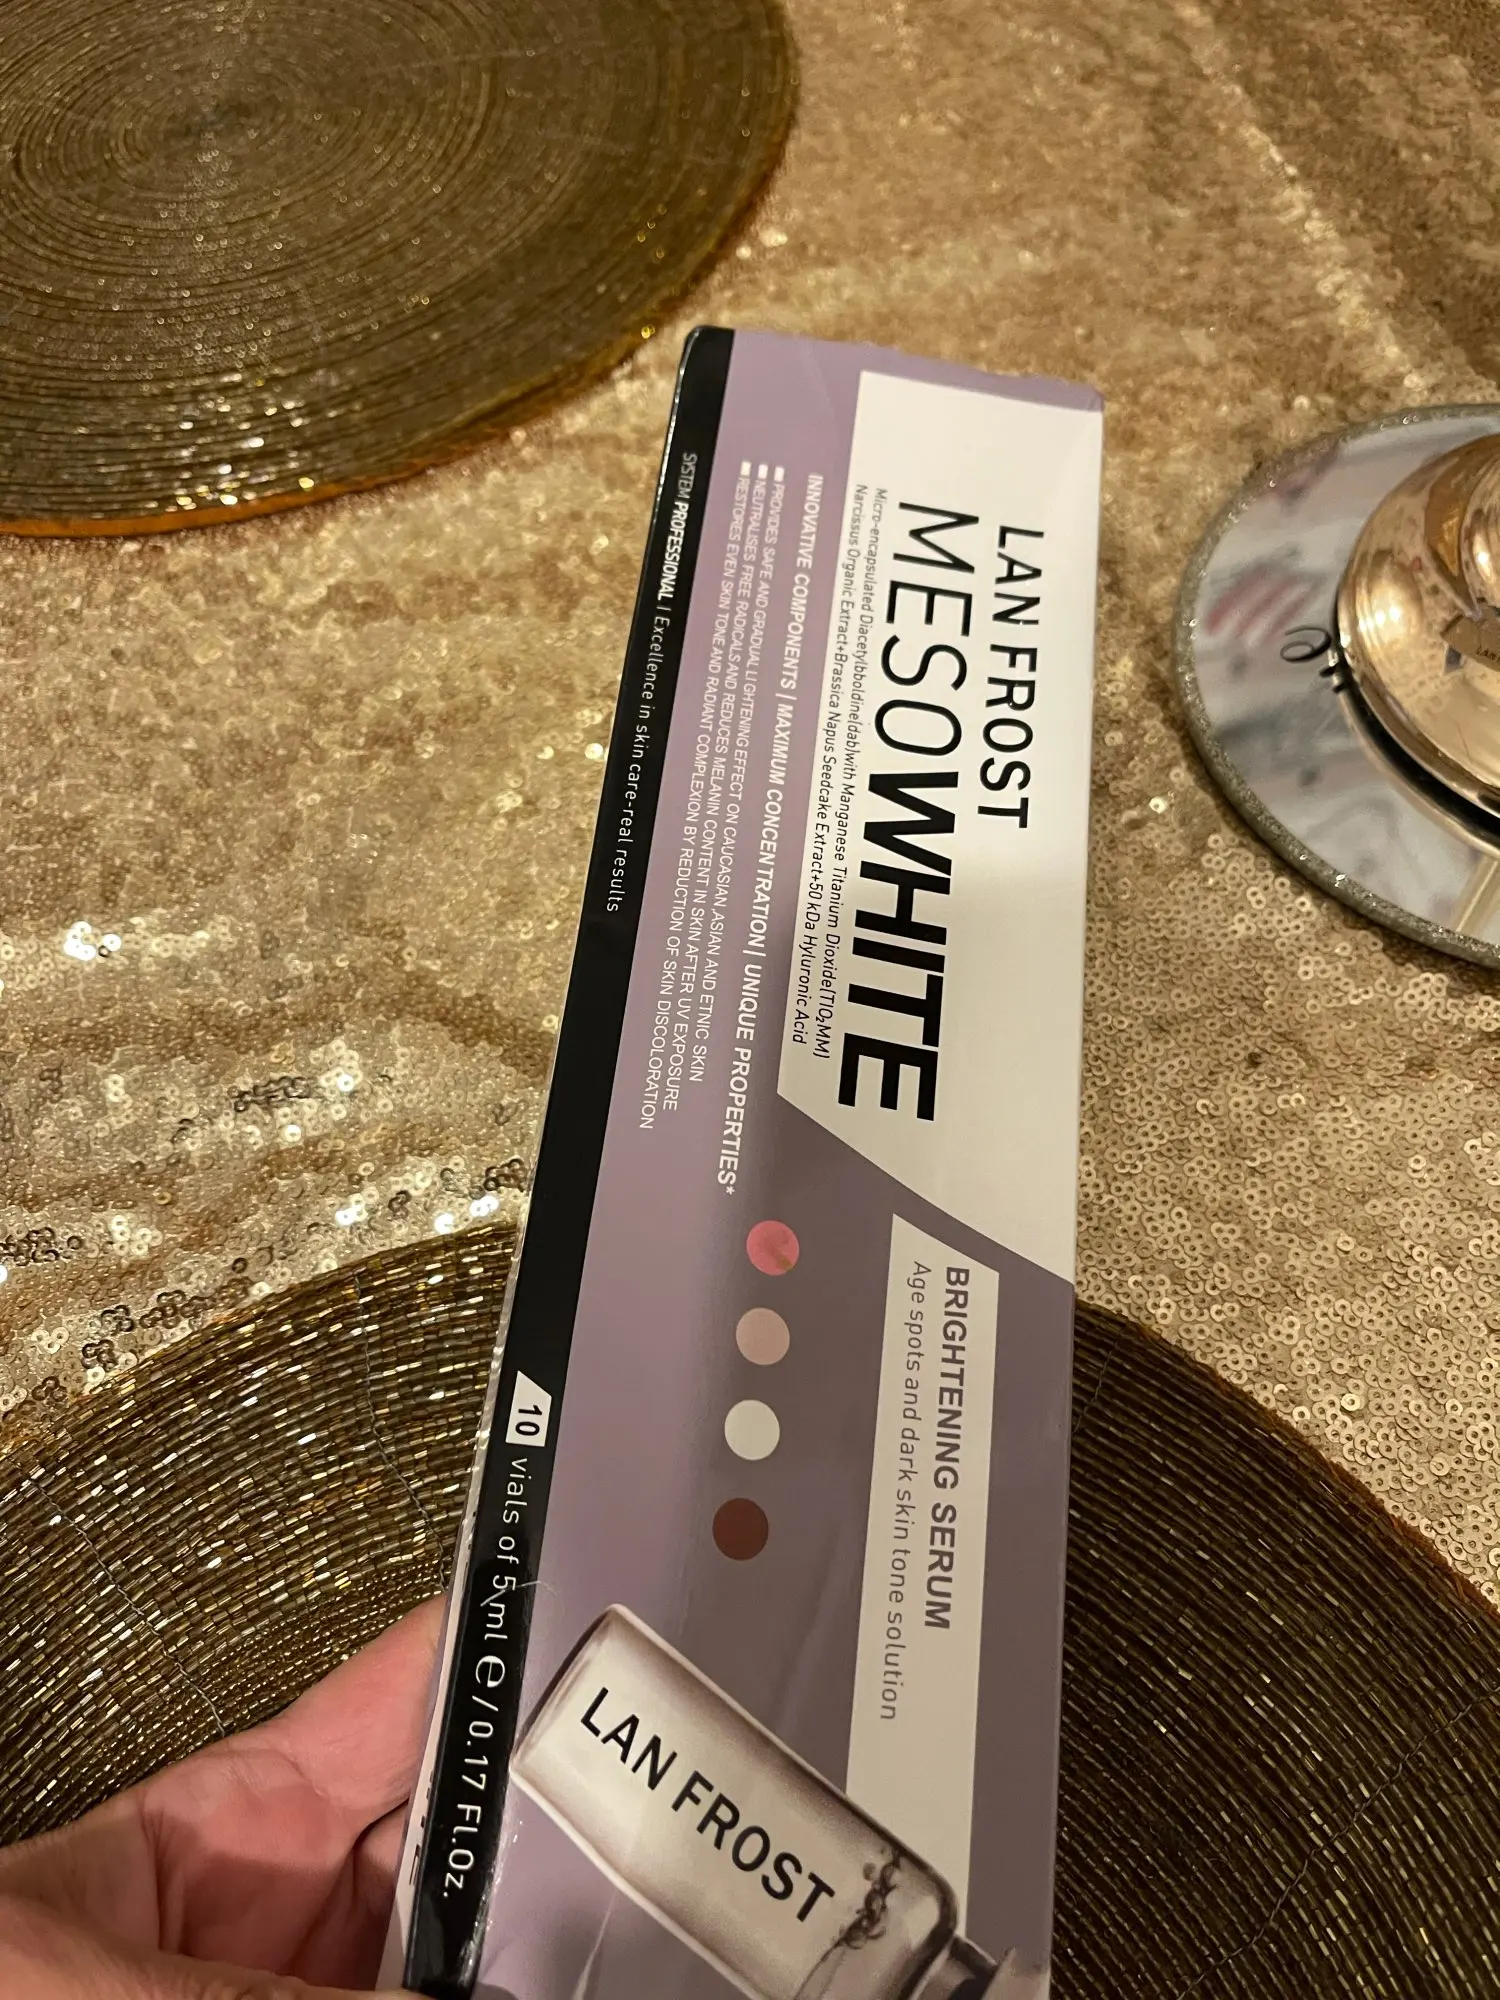 LAN FROST
MESOWHITE
Micro-encapsulated Diacetylbboldine(dab)with Manganese Titanium Dioxide(TIO₂MM)
Narcissus Organic Extract+Brassica Napus Seedcake Extract+50 kDa Hyluronic Acid
INNOVATIVE COMPONENTS | MAXIMUM CONCENTRATION | UNIQUE PROPERTIES*
PROVIDES SAFE AND GRADUAL LIGHTENING EFFECT ON CAUCASIAN ASIAN AND ETNIC SKIN
NEUTRALISES FREE RADICALS AND REDUCES MELANIN CONTENT IN SKIN AFTER UV EXPOSURE
RESTORES EVEN SKIN TONE AND RADIANT COMPLEXION BY REDUCTION OF SKIN DISCOLORATION
SYSTEM PROFESSIONAL | Excellence in skin care-real results
BRIGHTENING SERUM
Age spots and dark skin tone solution
LAN FROST
10 vials of 5 ml ℮ / 0.17 Fl.Oz.